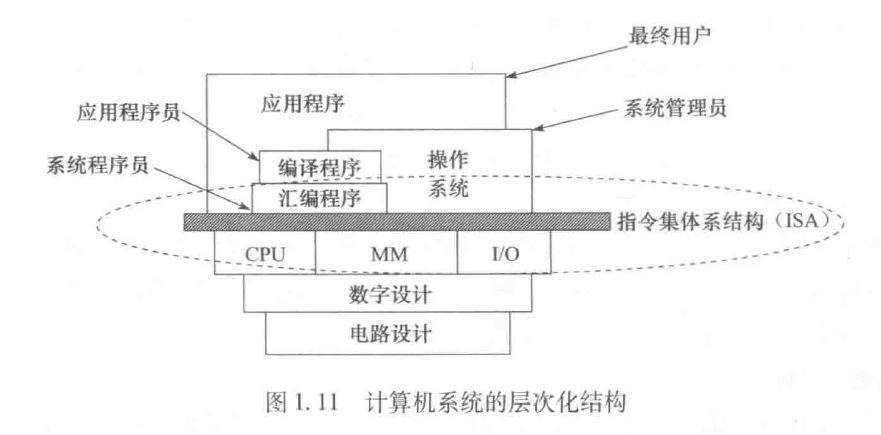 最终用户
应用程序
应用程序员
系统管理员
操作
系统
系统程序员
编译程序
汇编程序
指令集体系结构（ISA）
CPU
MM
I/O
数字设计
电路设计
图 1.11 计算机系统的层次化结构